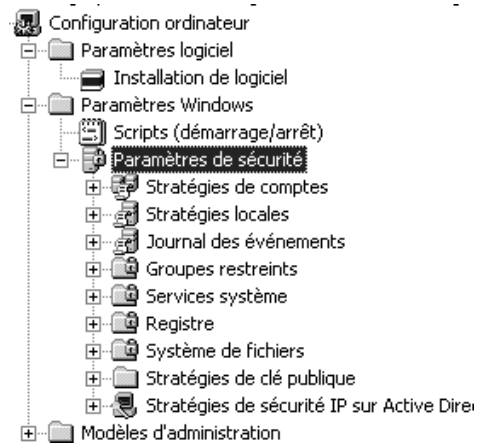 Configuration ordinateur
Paramètres logiciel
Installation de logiciel
Paramètres Windows
Scripts (démarrage/arrêt)
Paramètres de sécurité
Stratégies de comptes
Stratégies locales
Journal des événements
Groupes restreints
Services système
Registre
Système de fichiers
Stratégies de clé publique
Stratégies de sécurité IP sur Active Dire
Modèles d'administration